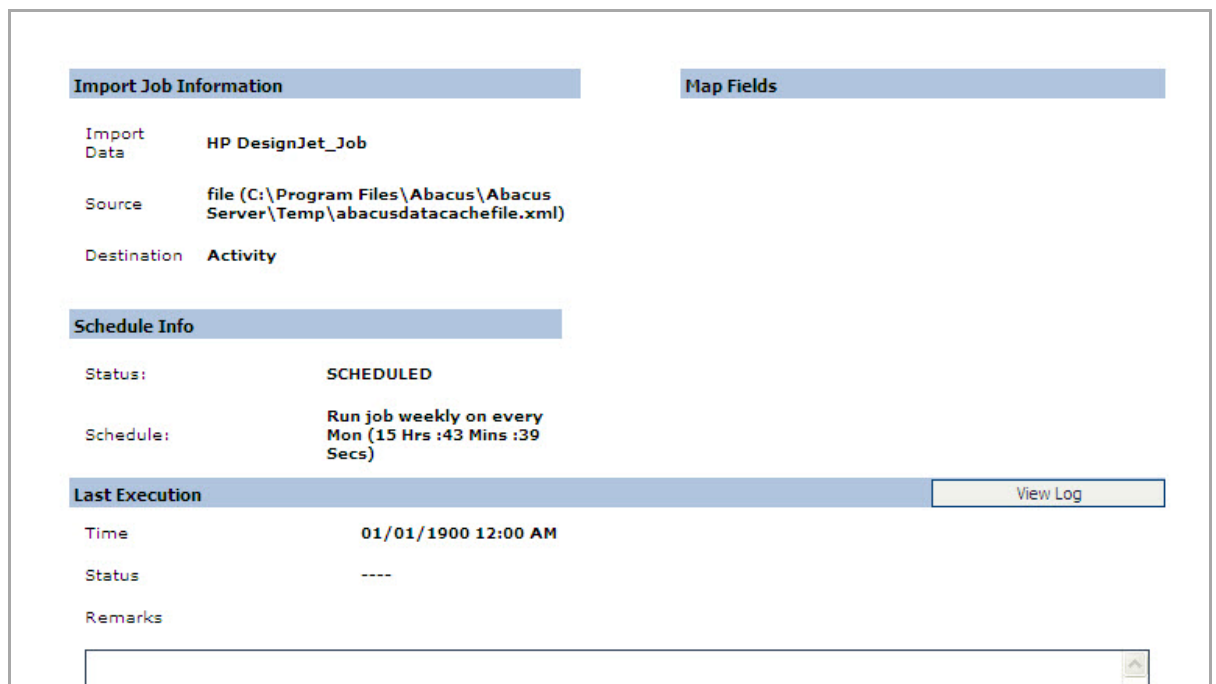 Import Job Information
Map Fields
Import
Data
HP DesignJet_Job
Source
file (C:\Program Files\Abacus\Abacus
Server\Temp\abacusdatacachefile.xml)
Destination
Activity
Schedule Info
Status:
SCHEDULED
Schedule:
Run job weekly on every
Mon (15 Hrs :43 Mins :39
Secs)
Last Execution
View Log
Time
01/01/1900 12:00 AM
Status
----
Remarks